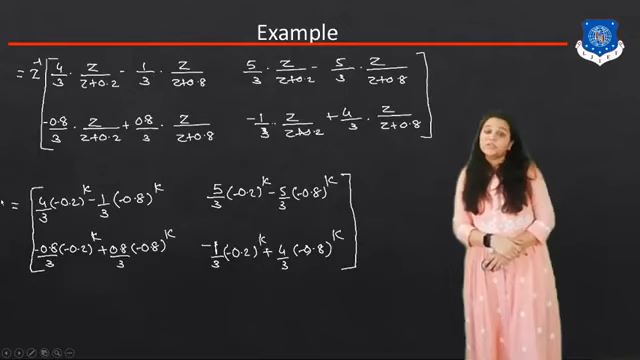 Example
= z⁻¹ [ 4/3 · z/z+0.2 − 1/3 · z/z+0.8    5/3 · z/z+0.2 − 5/3 · z/z+0.8
-0.8/3 · z/z+0.2 + 0.8/3 · z/z+0.8    -1/3 · z/z+0.2 + 4/3 · z/z+0.8 ]
= [ 4/3 (-0.2)^k − 1/3 (-0.8)^k    5/3 (-0.2)^k − 5/3 (-0.8)^k
-0.8/3 (-0.2)^k + 0.8/3 (-0.8)^k    -1/3 (-0.2)^k + 4/3 (-0.8)^k ]